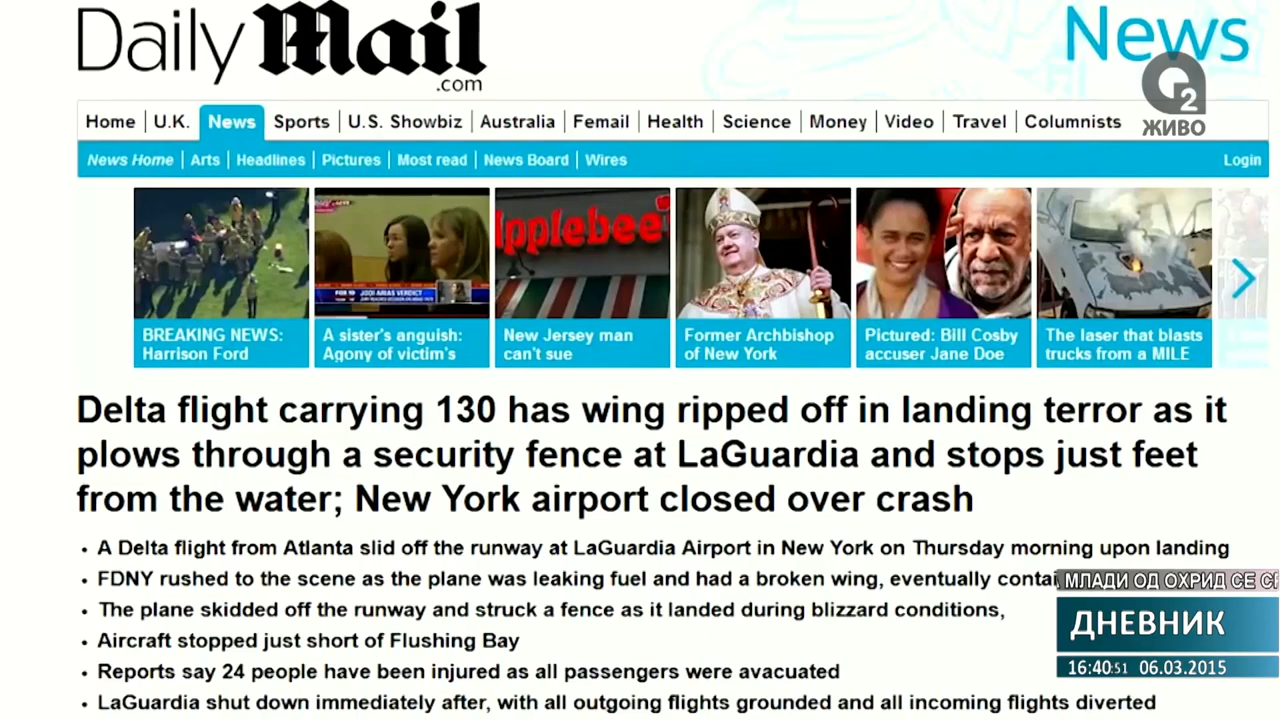 Daily Mail
.com
News
2
ЖИВО
Home U.K. News Sports U.S. Showbiz Australia Femail Health Science Money Video Travel Columnists
News Home Arts Headlines Pictures Most read News Board Wires Login
JODI ARIAS VERDICT
Applebee'
BREAKING NEWS:
Harrison Ford
A sister's anguish:
Agony of victim's
New Jersey man
can't sue
Former Archbishop
of New York
Pictured: Bill Cosby
accuser Jane Doe
The laser that blasts
trucks from a MILE
Delta flight carrying 130 has wing ripped off in landing terror as it
plows through a security fence at LaGuardia and stops just feet
from the water; New York airport closed over crash
• A Delta flight from Atlanta slid off the runway at LaGuardia Airport in New York on Thursday morning upon landing
• FDNY rushed to the scene as the plane was leaking fuel and had a broken wing, eventually contai
• The plane skidded off the runway and struck a fence as it landed during blizzard conditions,
• Aircraft stopped just short of Flushing Bay
• Reports say 24 people have been injured as all passengers were avacuated
• LaGuardia shut down immediately after, with all outgoing flights grounded and all incoming flights diverted
МЛАДИ ОД ОХРИД СЕ
ДНЕВНИК
16:40:51 06.03.2015